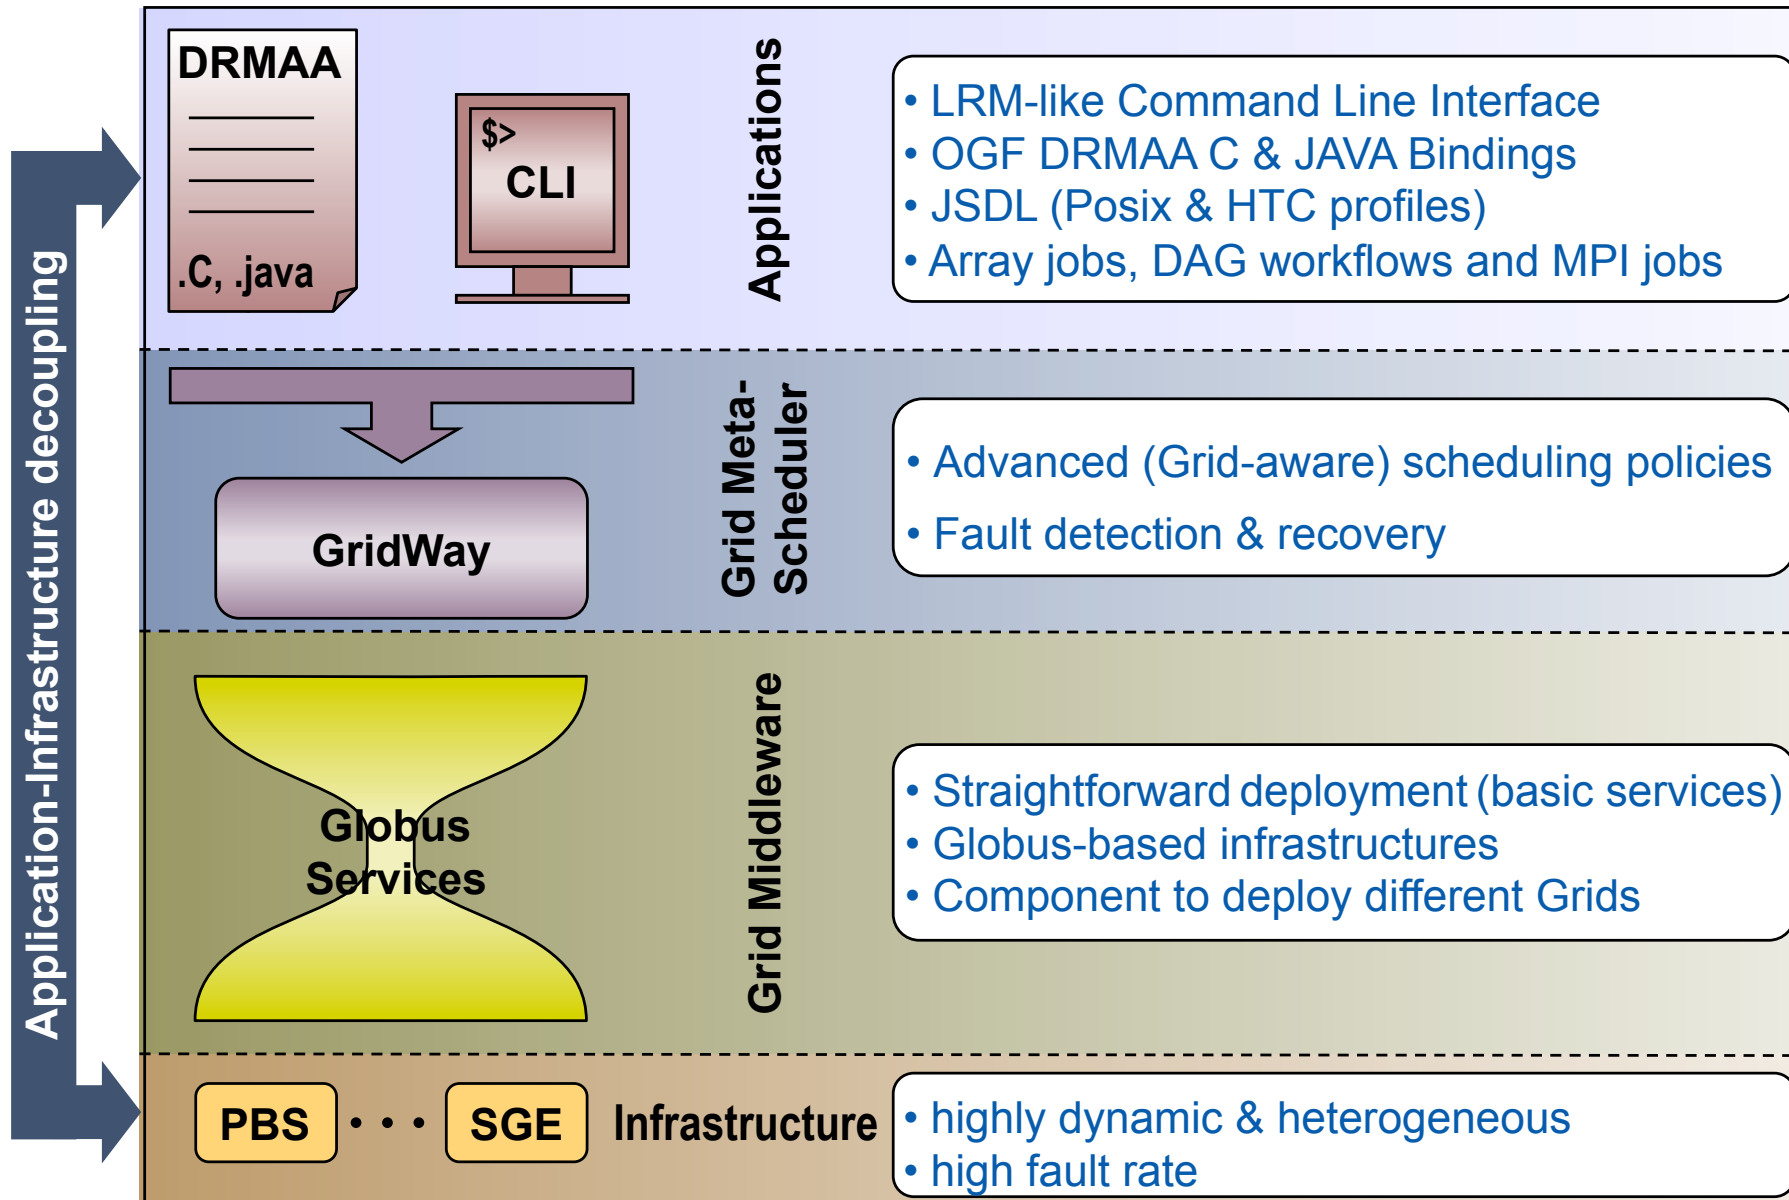 Application-Infrastructure decoupling
DRMAA
.C, .java
$>
CLI
Applications
• LRM-like Command Line Interface
• OGF DRMAA C & JAVA Bindings
• JSDL (Posix & HTC profiles)
• Array jobs, DAG workflows and MPI jobs
GridWay
Grid Meta-
Scheduler
• Advanced (Grid-aware) scheduling policies
• Fault detection & recovery
Globus
Services
Grid Middleware
• Straightforward deployment (basic services)
• Globus-based infrastructures
• Component to deploy different Grids
PBS • • • SGE
Infrastructure
• highly dynamic & heterogeneous
• high fault rate